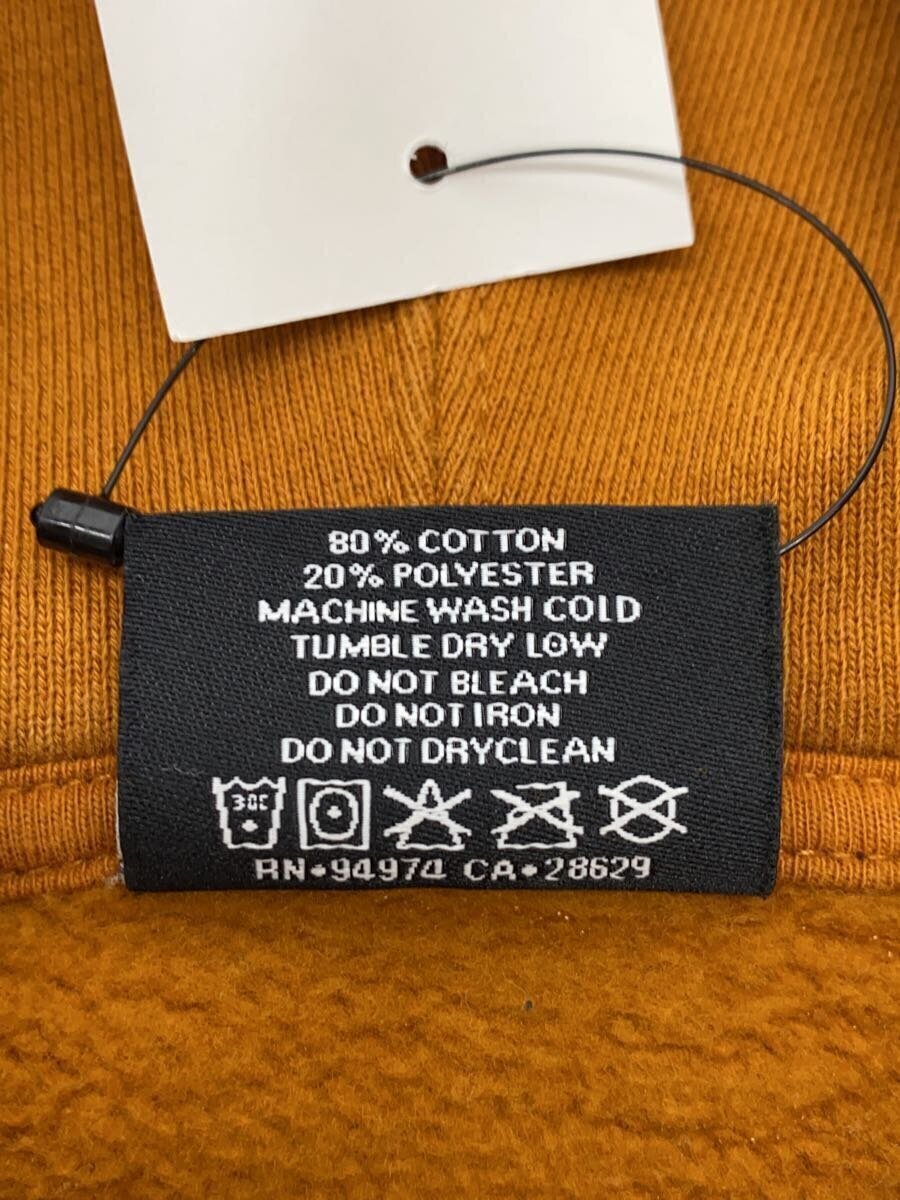 80% COTTON
20% POLYESTER
MACHINE WASH COLD
TUMBLE DRY LOW
DO NOT BLEACH
DO NOT IRON
DO NOT DRYCLEAN
30C
RN•94974 CA•28629